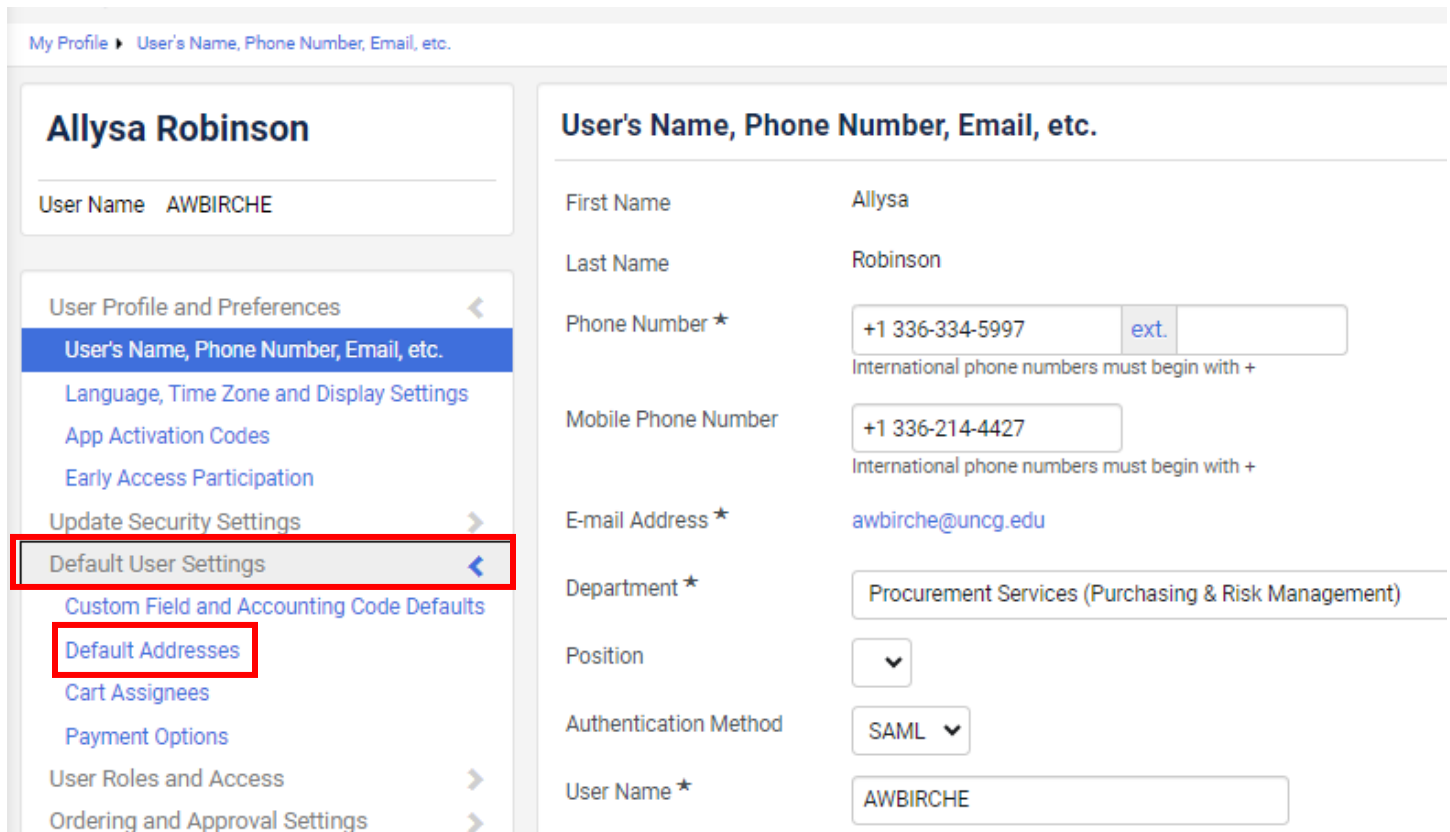 My Profile ▸ User's Name, Phone Number, Email, etc.
Allysa Robinson
User Name AWBIRCHE
User Profile and Preferences
User's Name, Phone Number, Email, etc.
Language, Time Zone and Display Settings
App Activation Codes
Early Access Participation
Update Security Settings
Default User Settings
Custom Field and Accounting Code Defaults
Default Addresses
Cart Assignees
Payment Options
User Roles and Access
Ordering and Approval Settings
User's Name, Phone Number, Email, etc.
First Name Allysa
Last Name Robinson
Phone Number ★ +1 336-334-5997 ext.
International phone numbers must begin with +
Mobile Phone Number +1 336-214-4427
International phone numbers must begin with +
E-mail Address ★ awbirche@uncg.edu
Department ★ Procurement Services (Purchasing & Risk Management)
Position
Authentication Method SAML
User Name ★ AWBIRCHE